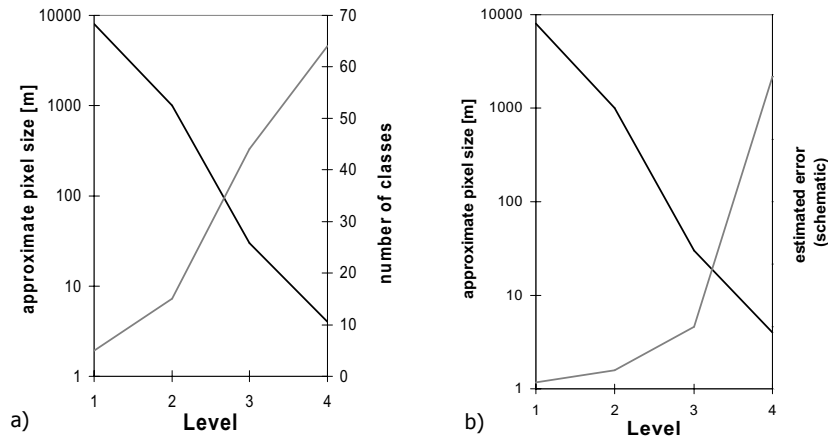 10000
1000
100
10
1
approximate pixel size [m]
70
60
50
40
30
20
10
0
number of classes
1 2 3 4
Level
a)
10000
1000
100
10
1
approximate pixel size [m]
estimated error
(schematic)
1 2 3 4
Level
b)